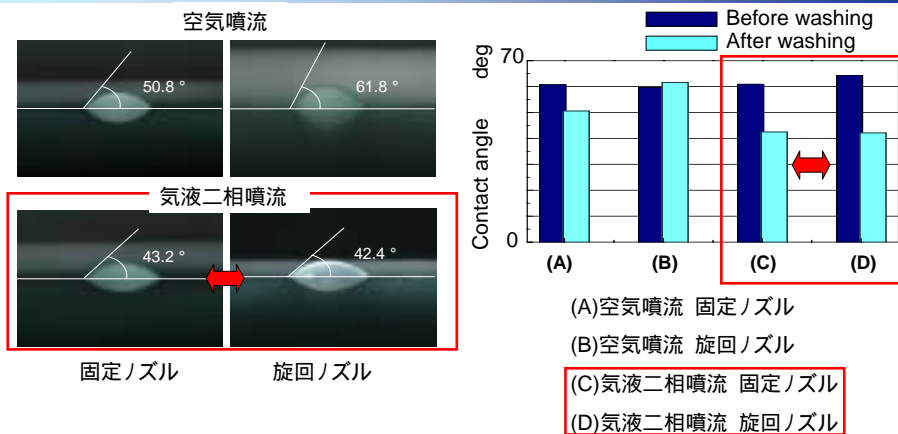 空気噴流
50.8 °
61.8 °
気液二相噴流
43.2 °
42.4 °
固定ノズル
旋回ノズル
Before washing
After washing
Contact angle deg
70
0
(A)
(B)
(C)
(D)
(A)空気噴流 固定ノズル
(B)空気噴流 旋回ノズル
(C)気液二相噴流 固定ノズル
(D)気液二相噴流 旋回ノズル